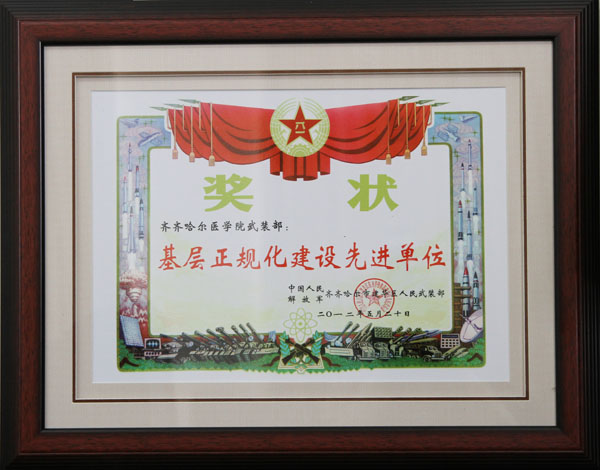 奖 状
齐齐哈尔医学院武装部：
基层正规化建设先进单位
中国人民
解放军 齐齐哈尔市建华区人民武装部
二〇一二年五月二十日